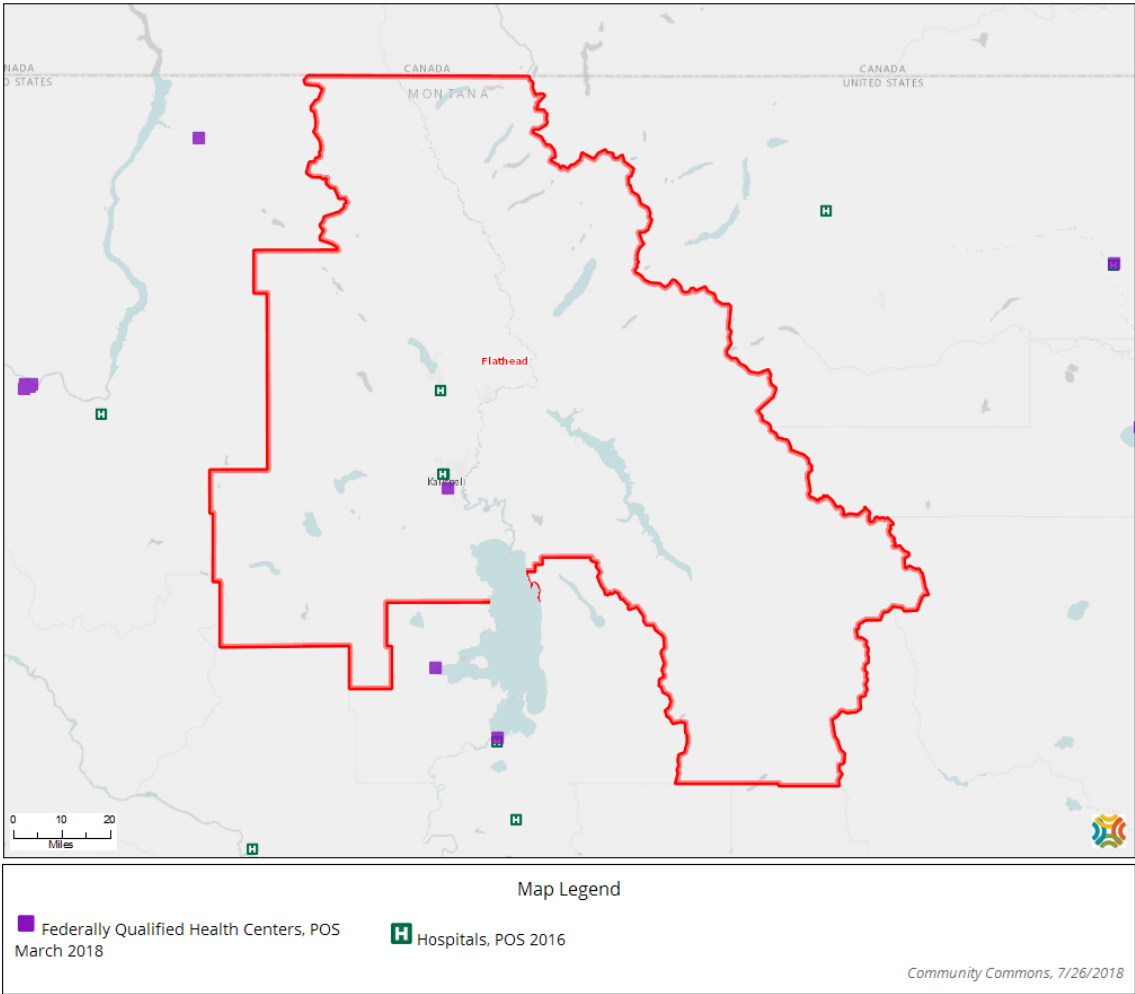 NADA
D STATES
CANADA
MONTANA
CANADA
UNITED STATES
Flathead
0 10 20
Miles
Map Legend
Federally Qualified Health Centers, POS
March 2018
H Hospitals, POS 2016
Community Commons, 7/26/2018